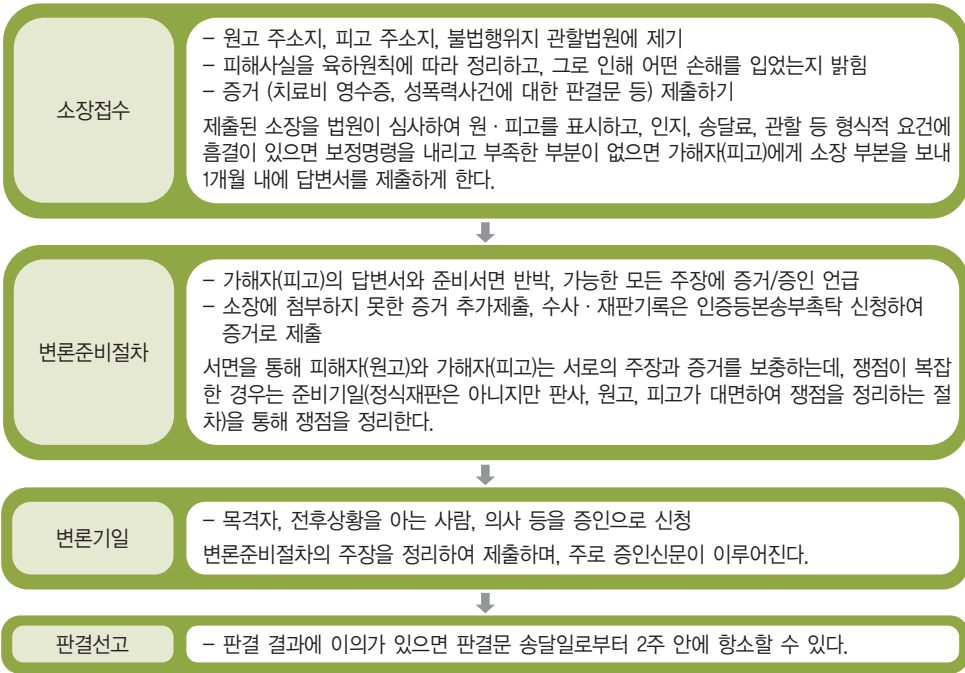 소장접수
– 원고 주소지, 피고 주소지, 불법행위지 관할법원에 제기
– 피해사실을 육하원칙에 따라 정리하고, 그로 인해 어떤 손해를 입었는지 밝힘
– 증거 (치료비 영수증, 성폭력사건에 대한 판결문 등) 제출하기
제출된 소장을 법원이 심사하여 원 · 피고를 표시하고, 인지, 송달료, 관할 등 형식적 요건에
흠결이 있으면 보정명령을 내리고 부족한 부분이 없으면 가해자(피고)에게 소장 부본을 보내
1개월 내에 답변서를 제출하게 한다.
변론준비절차
– 가해자(피고)의 답변서와 준비서면 반박, 가능한 모든 주장에 증거/증인 언급
– 소장에 첨부하지 못한 증거 추가제출, 수사 · 재판기록은 인증등본송부촉탁 신청하여
증거로 제출
서면을 통해 피해자(원고)와 가해자(피고)는 서로의 주장과 증거를 보충하는데, 쟁점이 복잡
한 경우는 준비기일(정식재판은 아니지만 판사, 원고, 피고가 대면하여 쟁점을 정리하는 절
차)을 통해 쟁점을 정리한다.
변론기일
– 목격자, 전후상황을 아는 사람, 의사 등을 증인으로 신청
변론준비절차의 주장을 정리하여 제출하며, 주로 증인신문이 이루어진다.
판결선고
– 판결 결과에 이의가 있으면 판결문 송달일로부터 2주 안에 항소할 수 있다.